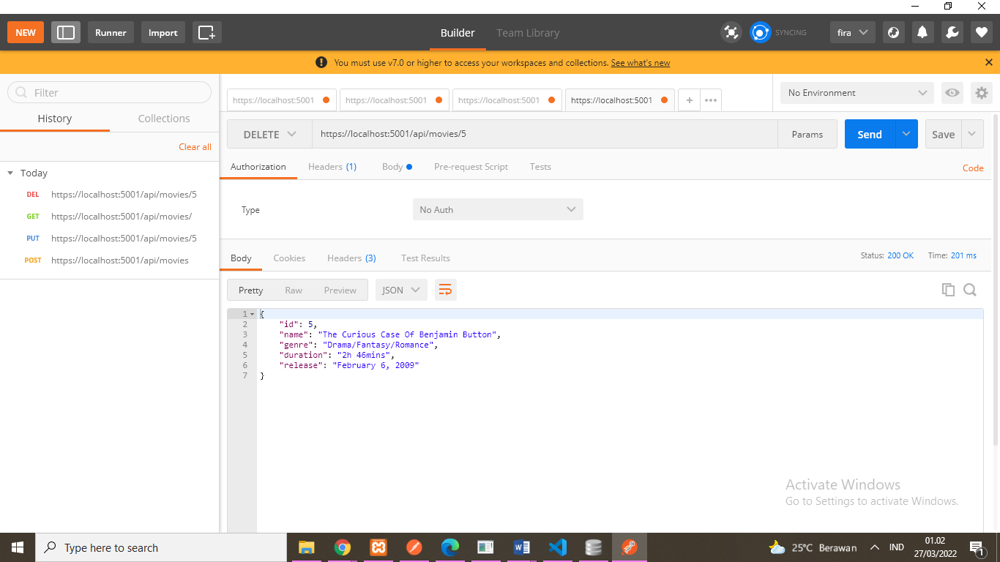 NEW
Runner
Import
Builder
Team Library
SYNCING
fira
You must use v7.0 or higher to access your workspaces and collections. See what's new
Filter
History
Collections
Clear all
Today
DEL https://localhost:5001/api/movies/5
GET https://localhost:5001/api/movies/
PUT https://localhost:5001/api/movies/5
POST https://localhost:5001/api/movies
https://localhost:5001
https://localhost:5001
https://localhost:5001
https://localhost:5001
No Environment
DELETE
https://localhost:5001/api/movies/5
Params
Send
Save
Authorization
Headers (1)
Body
Pre-request Script
Tests
Code
Type
No Auth
Body
Cookies
Headers (3)
Test Results
Status: 200 OK
Time: 201 ms
Pretty
Raw
Preview
JSON
1 {
2 "id": 5,
3 "name": "The Curious Case Of Benjamin Button",
4 "genre": "Drama/Fantasy/Romance",
5 "duration": "2h 46mins",
6 "release": "February 6, 2009"
7 }
Activate Windows
Go to Settings to activate Windows.
Type here to search
25°C Berawan
IND
01.02
27/03/2022
1